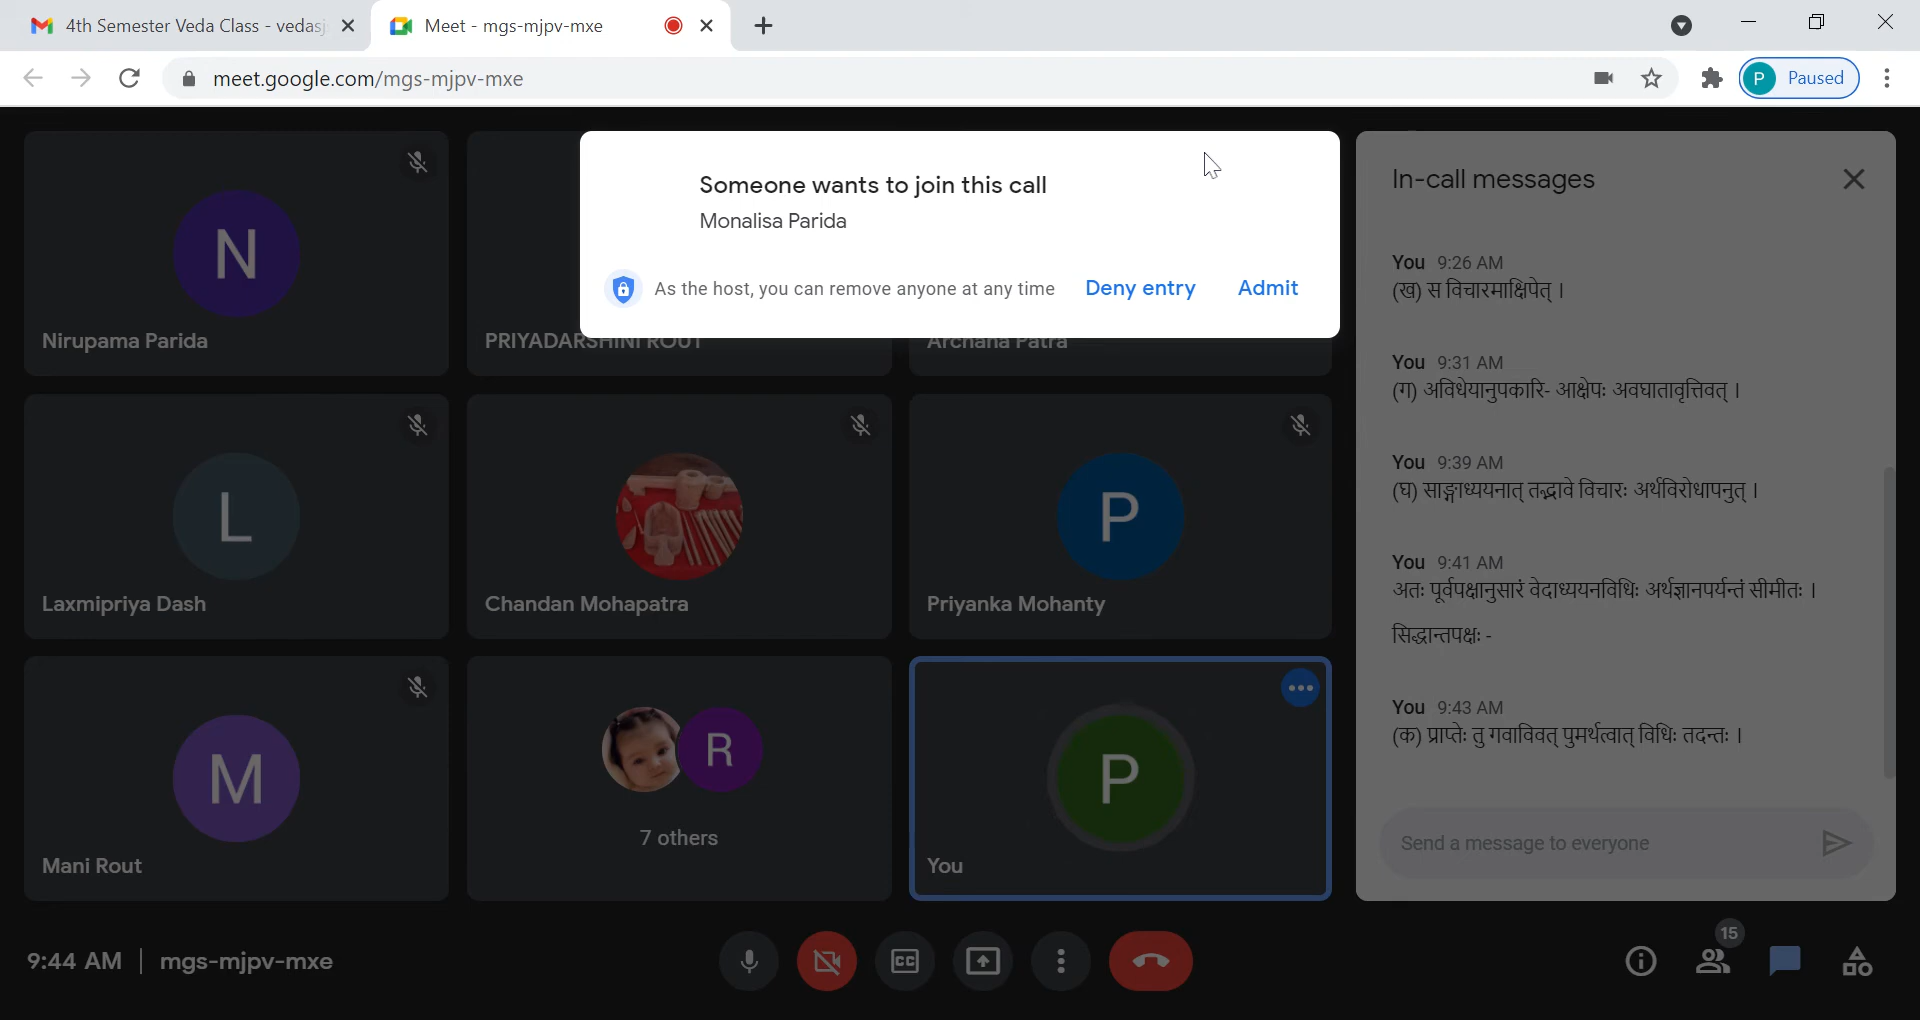 4th Semester Veda Class - vedasj
Meet - mgs-mjpv-mxe
meet.google.com/mgs-mjpv-mxe
P
Paused
Someone wants to join this call
Monalisa Parida
As the host, you can remove anyone at any time
Deny entry
Admit
N
Nirupama Parida
PRIYADARSHINI ROUT
Archana Patra
L
Laxmipriya Dash
Chandan Mohapatra
P
Priyanka Mohanty
M
Mani Rout
R
7 others
P
You
In-call messages
You 9:26 AM
(ख) स विचारमाक्षिपेत् ।
You 9:31 AM
(ग) अविधेयानुपकारि- आक्षेपः अवघातावृत्तिवत् ।
You 9:39 AM
(घ) साङ्गाध्ययनात् तद्भावे विचारः अर्थविरोधापनुत् ।
You 9:41 AM
अतः पूर्वपक्षानुसारं वेदाध्ययनविधिः अर्थज्ञानपर्यन्तं सीमीतः ।
सिद्धान्तपक्षः -
You 9:43 AM
(क) प्राप्तेः तु गवाविवत् पुमर्थत्वात् विधिः तदन्तः ।
Send a message to everyone
9:44 AM | mgs-mjpv-mxe
CC
15